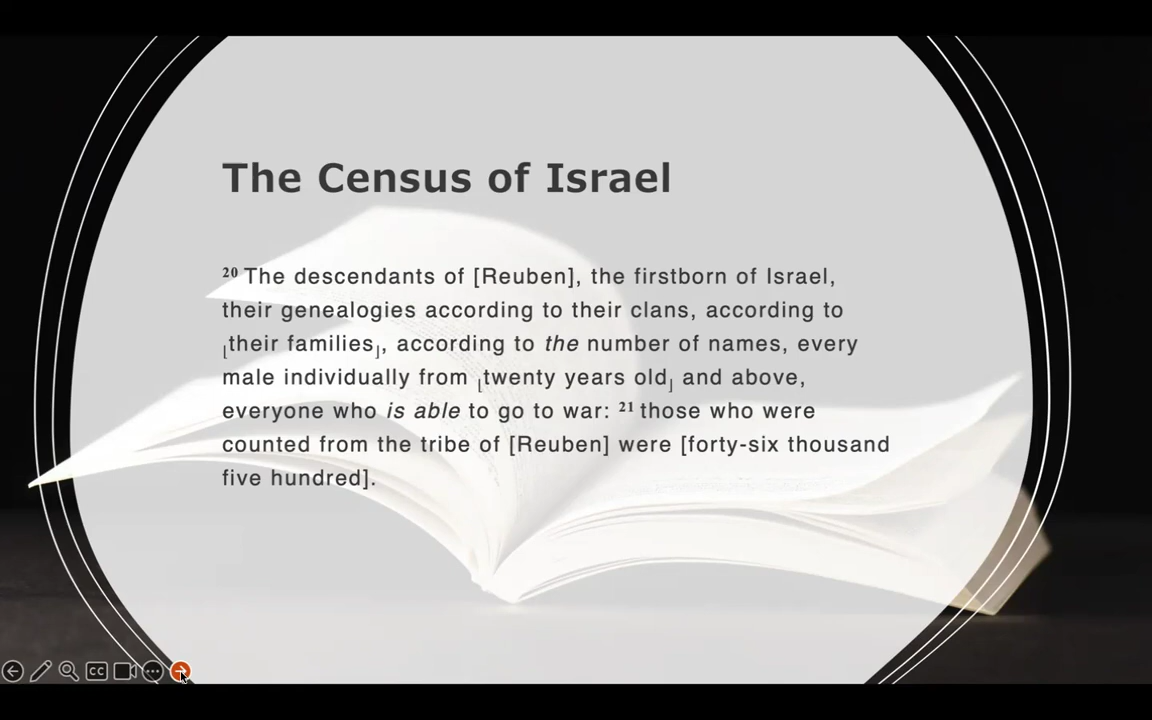 The Census of Israel
20 The descendants of [Reuben], the firstborn of Israel,
their genealogies according to their clans, according to
⌊their families⌋, according to the number of names, every
male individually from ⌊twenty years old⌋ and above,
everyone who is able to go to war: 21 those who were
counted from the tribe of [Reuben] were [forty-six thousand
five hundred].
CC